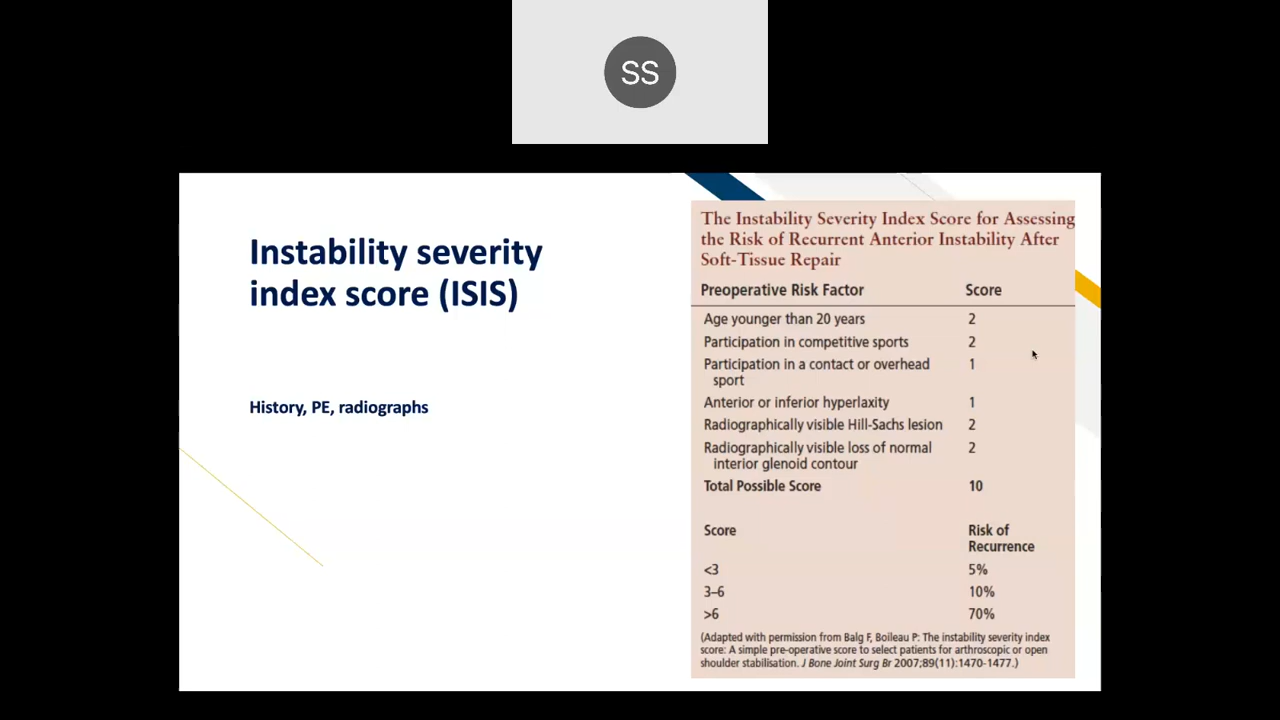 SS
Instability severity
index score (ISIS)
History, PE, radiographs
The Instability Severity Index Score for Assessing
the Risk of Recurrent Anterior Instability After
Soft-Tissue Repair
Preoperative Risk Factor Score
Age younger than 20 years 2
Participation in competitive sports 2
Participation in a contact or overhead 1
sport
Anterior or inferior hyperlaxity 1
Radiographically visible Hill-Sachs lesion 2
Radiographically visible loss of normal 2
interior glenoid contour
Total Possible Score 10
Score Risk of
Recurrence
<3 5%
3–6 10%
>6 70%
(Adapted with permission from Balg F, Boileau P: The instability severity index
score: A simple pre-operative score to select patients for arthroscopic or open
shoulder stabilisation. J Bone Joint Surg Br 2007;89(11):1470-1477.)